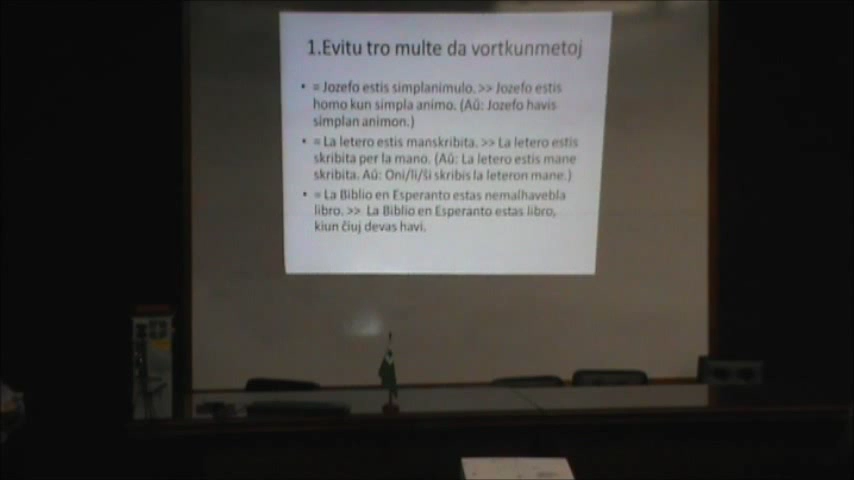 1.Evitu tro multe da vortkunmetoj
• = Jozefo estis simplanimulo. >> Jozefo estis
homo kun simpla animo. (Aŭ: Jozefo havis
simplan animon.)
• = La letero estis manskribita. >> La letero estis
skribita per la mano. (Aŭ: La letero estis mane
skribita. Aŭ: Oni/li/ŝi skribis la leteron mane.)
• = La Biblio en Esperanto estas nemalhavebla
libro. >> La Biblio en Esperanto estas libro,
kiun ĉiuj devas havi.